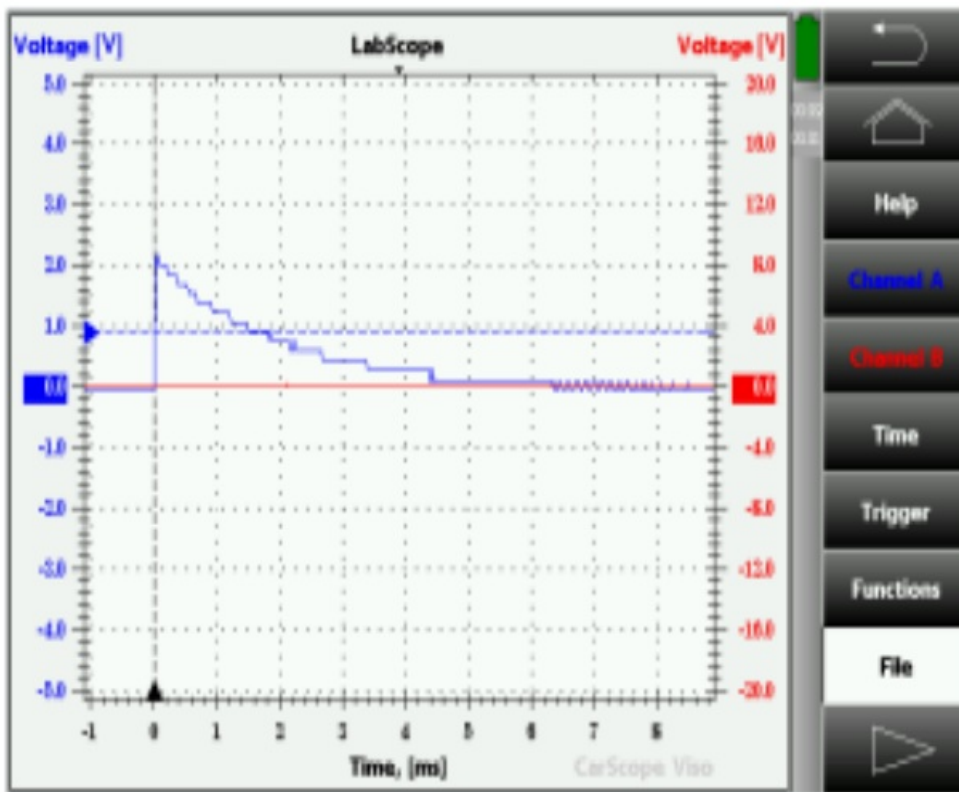 Voltage [V] LabScope Voltage [V]
5.0 20.0
4.0 16.0
3.0 12.0
Help
2.0 8.0
Channel A
1.0 4.0
Channel B
0.0 0.0
Time
-1.0 -4.0
-2.0 -8.0
Trigger
-3.0 -12.0
Functions
-4.0 -16.0
File
-5.0 -20.0
-1 0 1 2 3 4 5 6 7 8
Time, [ms] CarScope Viso